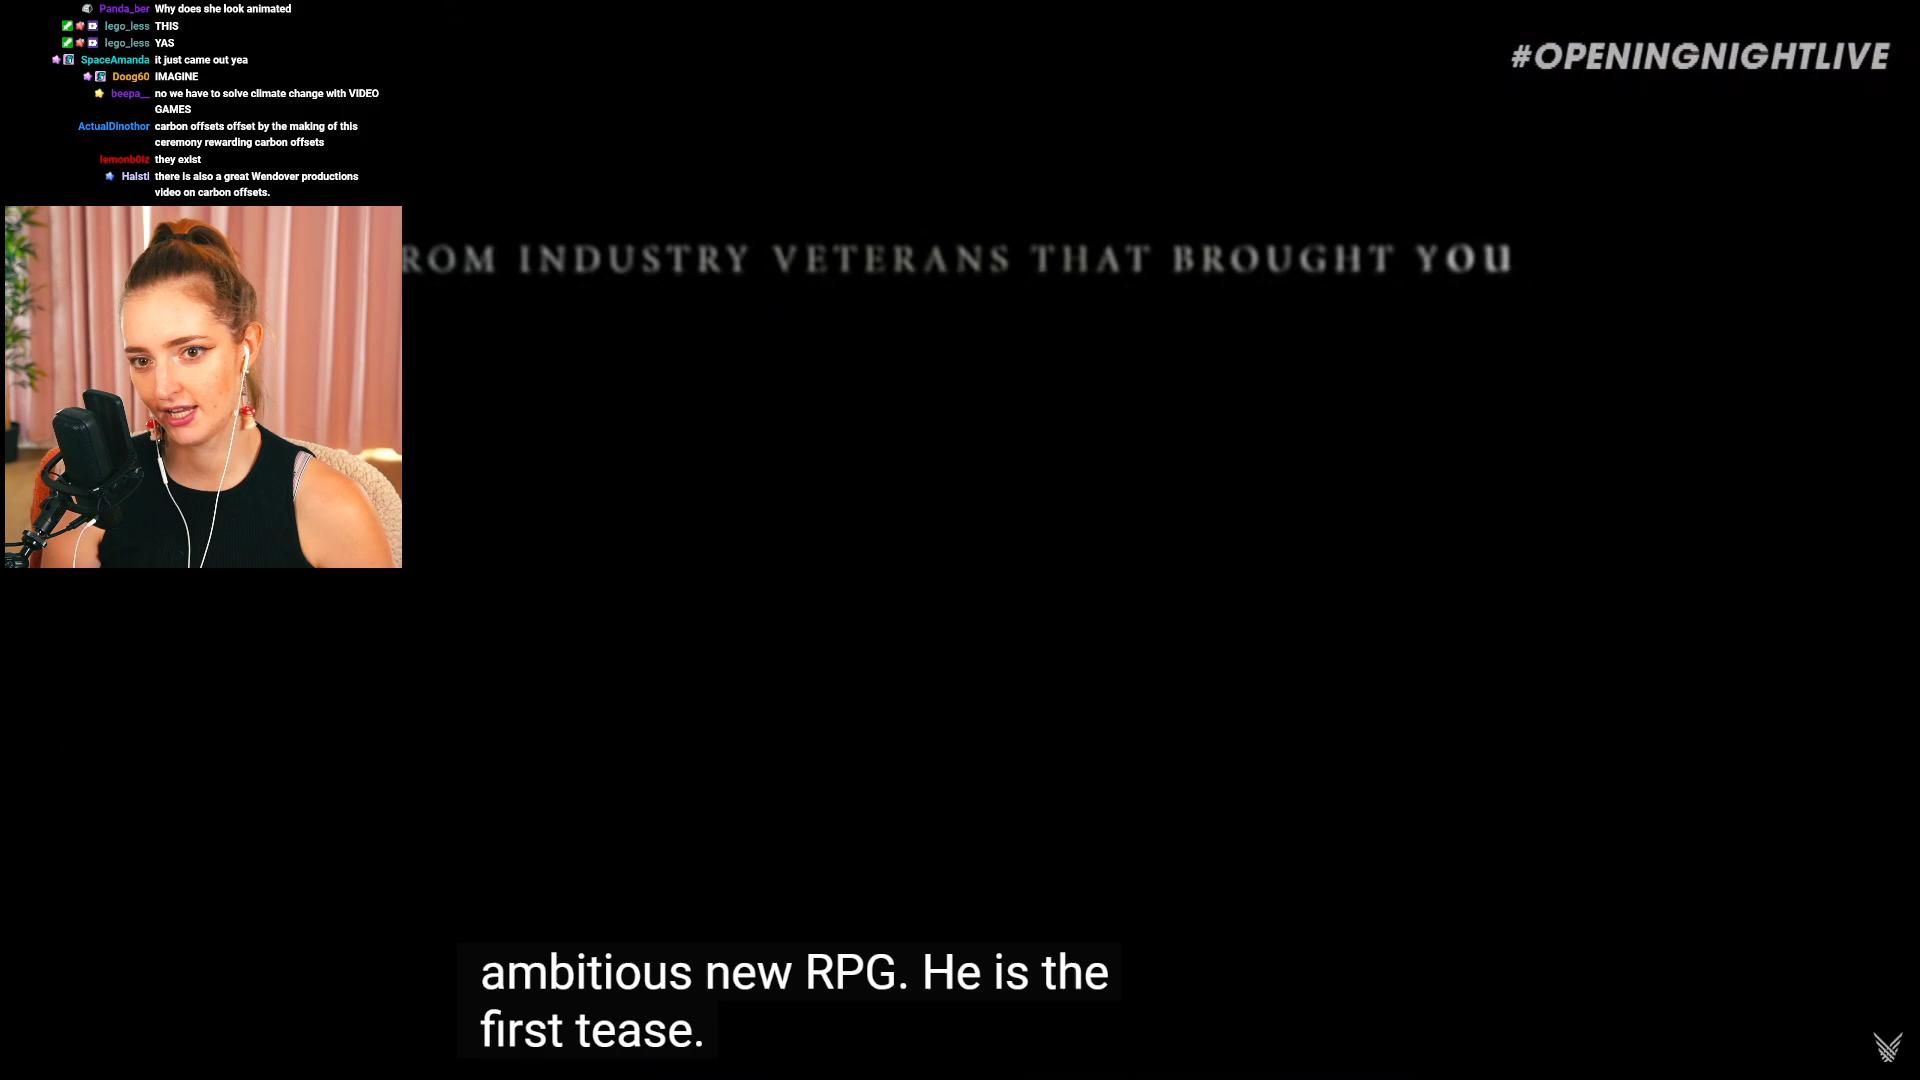 Panda_ber Why does she look animated
lego_less THIS
lego_less YAS
SpaceAmanda it just came out yea
Doog60 IMAGINE
beepa__ no we have to solve climate change with VIDEO
GAMES
ActualDinothor carbon offsets offset by the making of this
ceremony rewarding carbon offsets
lemonb0lz they exist
Halsti there is also a great Wendover productions
video on carbon offsets.
#OPENINGNIGHTLIVE
ROM INDUSTRY VETERANS THAT BROUGHT YOU
ambitious new RPG. He is the
first tease.